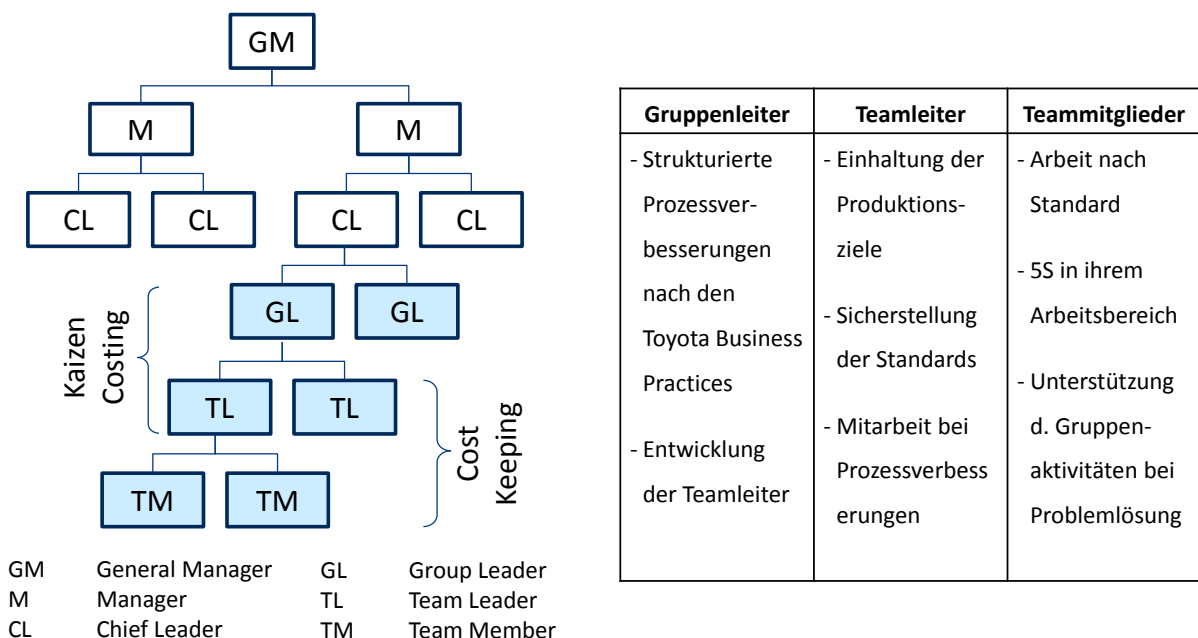 GM
M
M
CL
CL
CL
CL
GL
GL
TL
TL
TM
TM
Kaizen
Costing
Cost
Keeping
GM General Manager GL Group Leader
M Manager TL Team Leader
CL Chief Leader TM Team Member
Gruppenleiter
- Strukturierte
Prozessver-
besserungen
nach den
Toyota Business
Practices
- Entwicklung
der Teamleiter
Teamleiter
- Einhaltung der
Produktions-
ziele
- Sicherstellung
der Standards
- Mitarbeit bei
Prozessverbess
erungen
Teammitglieder
- Arbeit nach
Standard
- 5S in ihrem
Arbeitsbereich
- Unterstützung
d. Gruppen-
aktivitäten bei
Problemlösung